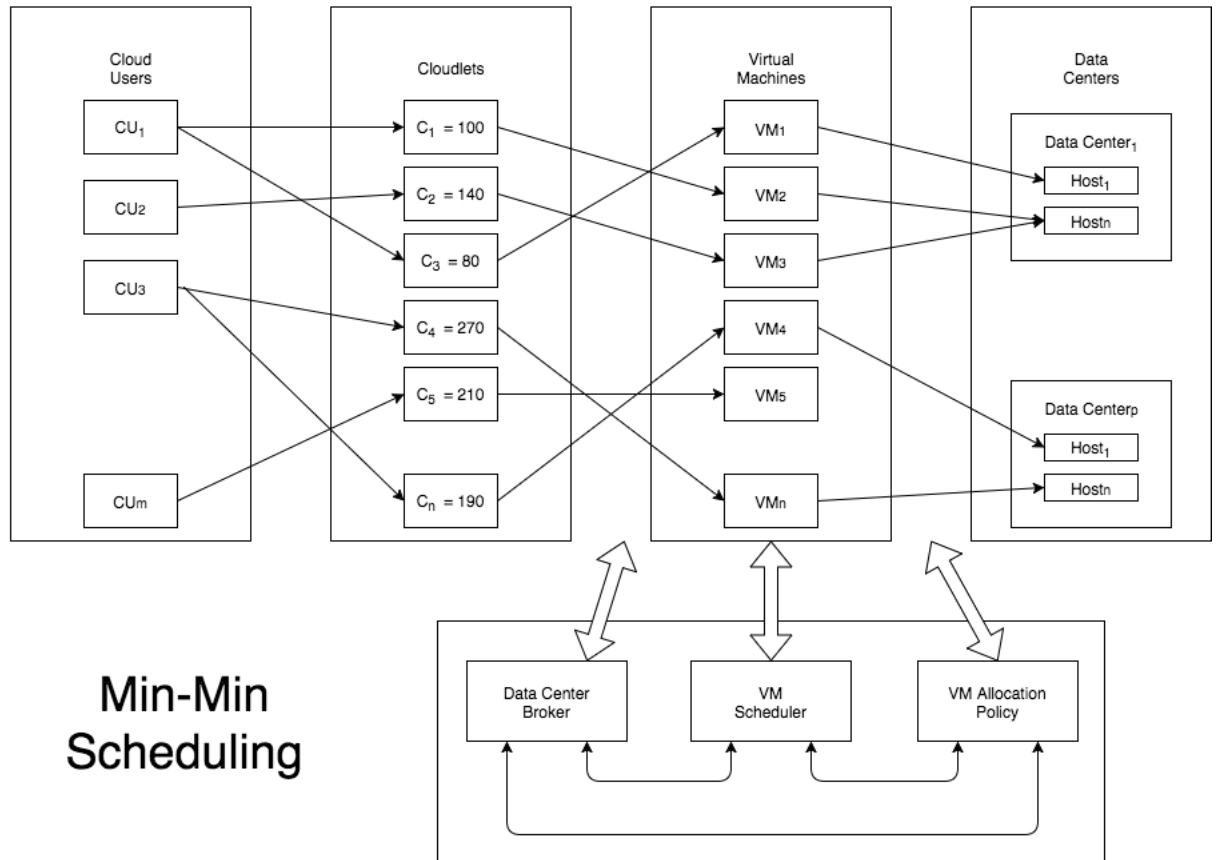 Cloud
Users
CU1
CU2
CU3
CUm
Cloudlets
C1 = 100
C2 = 140
C3 = 80
C4 = 270
C5 = 210
Cn = 190
Virtual
Machines
VM1
VM2
VM3
VM4
VM5
VMn
Data
Centers
Data Center1
Host1
Hostn
Data Centerp
Host1
Hostn
Min-Min
Scheduling
Data Center
Broker
VM
Scheduler
VM Allocation
Policy